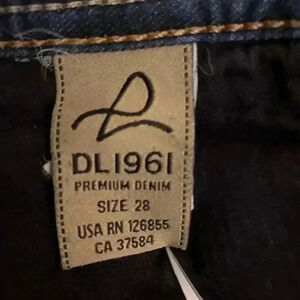 DL1961
PREMIUM DENIM
SIZE 28
USA RN 126855
CA 37584